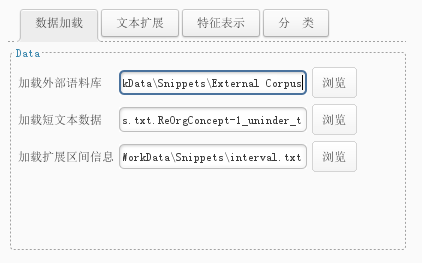 数据加载 文本扩展 特征表示 分 类
Data
加载外部语料库 kData\Snippets\External Corpus 浏览
加载短文本数据 s.txt.ReOrgConcept-1_uninder_t 浏览
加载扩展区间信息 WorkData\Snippets\interval.txt 浏览